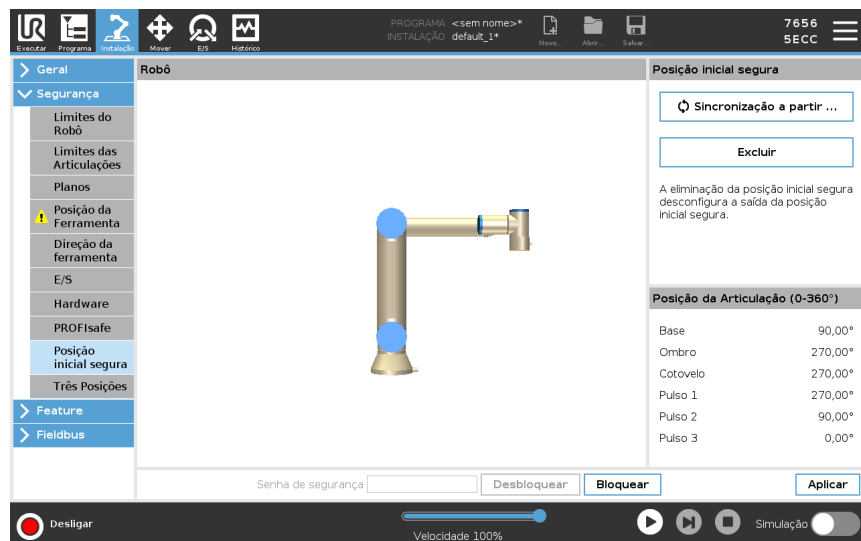 UR
Executar
Programa
Instalação
Mover
E/S
Histórico
PROGRAMA <sem nome>*
INSTALAÇÃO default_1*
Novo...
Abrir...
Salvar...
7656
5ECC
Geral
Segurança
Limites do
Robô
Limites das
Articulações
Planos
Posição da
Ferramenta
Direção da
ferramenta
E/S
Hardware
PROFIsafe
Posição
inicial segura
Três Posições
Feature
Fieldbus
Robô
Posição inicial segura
Sincronização a partir ...
Excluir
A eliminação da posição inicial segura
desconfigura a saída da posição
inicial segura.
Posição da Articulação (0-360°)
Base 90,00°
Ombro 270,00°
Cotovelo 270,00°
Pulso 1 270,00°
Pulso 2 90,00°
Pulso 3 0,00°
Senha de segurança
Desbloquear
Bloquear
Aplicar
Desligar
Velocidade 100%
Simulação